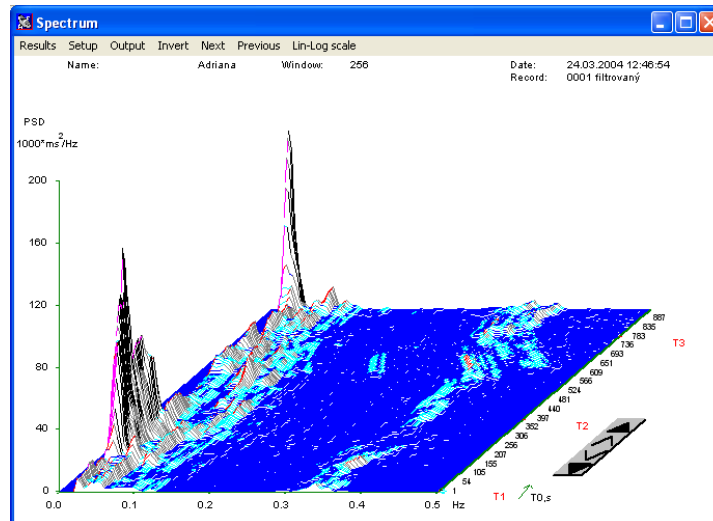 Spectrum
Results Setup Output Invert Next Previous Lin-Log scale
Name: Adriana Window: 256 Date: 24.03.2004 12:46:54
Record: 0001 filtrovaný
PSD
1000*ms²/Hz
200
160
120
80
40
0
0.0 0.1 0.2 0.3 0.4 0.5 Hz
1
54
105
155
207
256
306
352
397
440
481
524
566
609
651
693
736
783
835
887
T1
T2
T3
T0,s